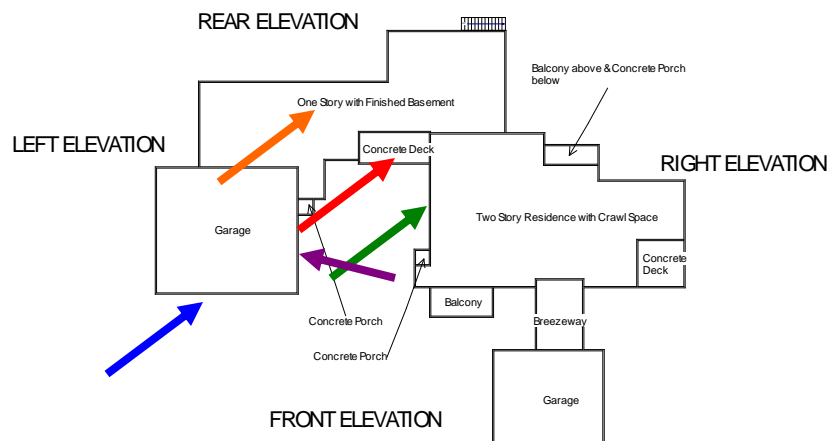 REAR ELEVATION
Balcony above & Concrete Porch
below
One Story with Finished Basement
LEFT ELEVATION
Concrete Deck
RIGHT ELEVATION
Garage
Two Story Residence with Crawl Space
Concrete
Deck
Balcony
Concrete Porch
Breezeway
Concrete Porch
FRONT ELEVATION
Garage